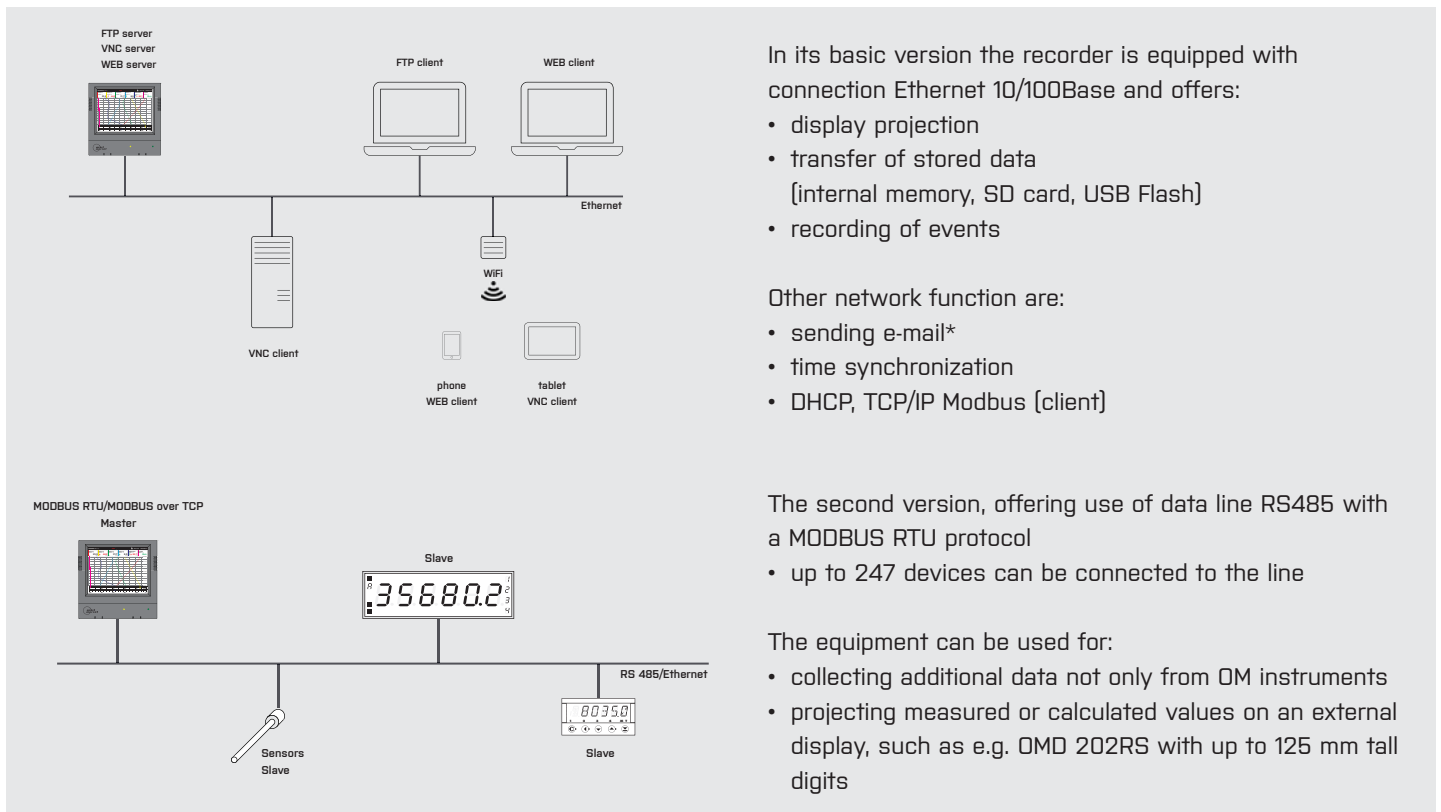 FTP server
VNC server
WEB server
FTP client
WEB client
Ethernet
WiFi
VNC client
phone
WEB client
tablet
VNC client
In its basic version the recorder is equipped with
connection Ethernet 10/100Base and offers:
• display projection
• transfer of stored data
(internal memory, SD card, USB Flash)
• recording of events
Other network function are:
• sending e-mail*
• time synchronization
• DHCP, TCP/IP Modbus (client)
MODBUS RTU/MODBUS over TCP
Master
Slave
R
35680.2
1
2
3
4
RS 485/Ethernet
Sensors
Slave
8035.0
Slave
The second version, offering use of data line RS485 with
a MODBUS RTU protocol
• up to 247 devices can be connected to the line
The equipment can be used for:
• collecting additional data not only from OM instruments
• projecting measured or calculated values on an external
display, such as e.g. OMD 202RS with up to 125 mm tall
digits